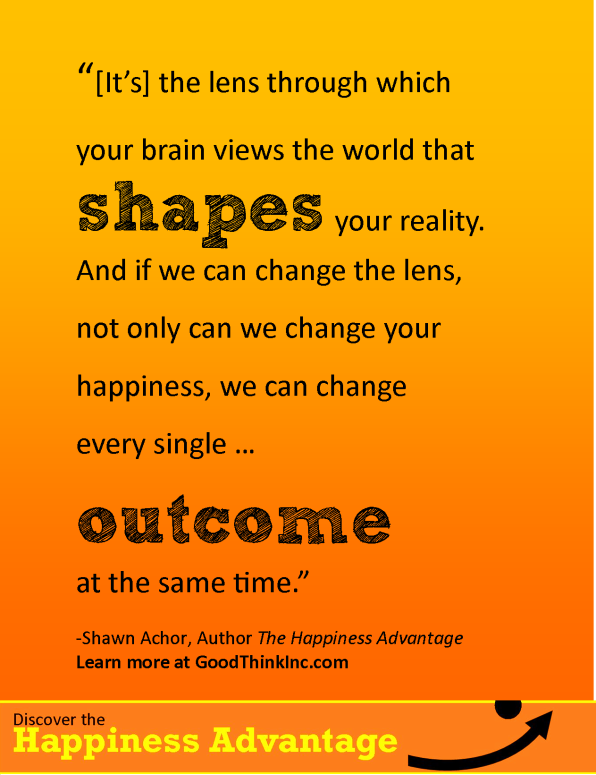 “[It’s] the lens through which
your brain views the world that
shapes your reality.
And if we can change the lens,
not only can we change your
happiness, we can change
every single ...
outcome
at the same time.”
-Shawn Achor, Author The Happiness Advantage
Learn more at GoodThinkInc.com
Discover the
Happiness Advantage